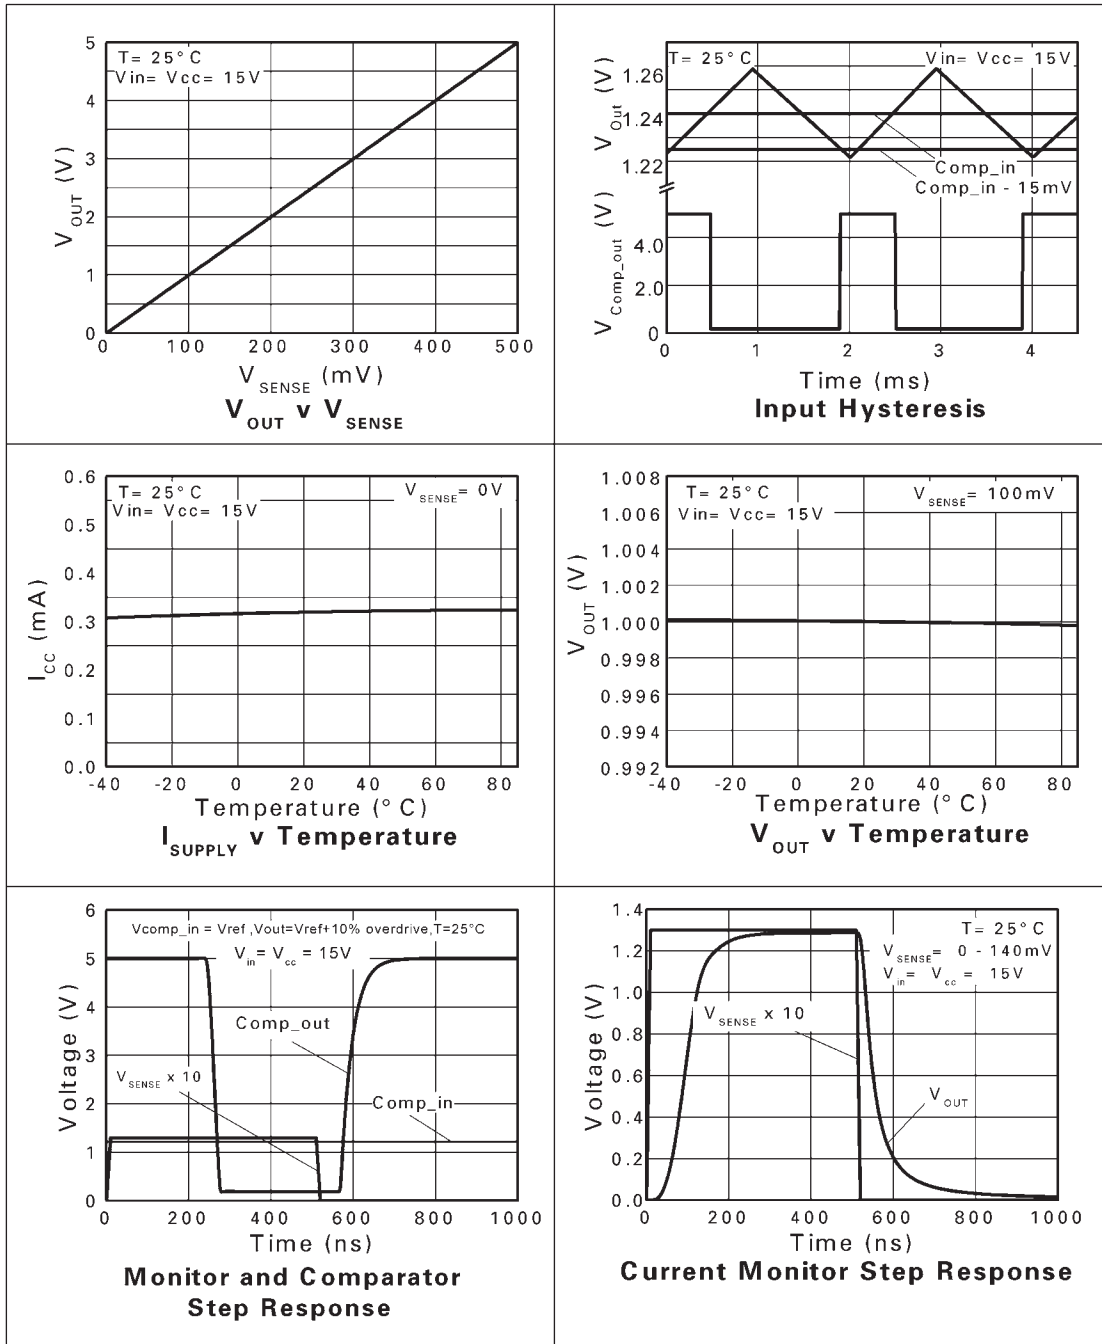 5
4
3
2
1
0
V_OUT (V)
T= 25°C
Vin= Vcc= 15V
0 100 200 300 400 500
V_SENSE (mV)
V_OUT v V_SENSE
V_Out (V)
1.26
1.24
1.22
T= 25°C
Vin= Vcc= 15V
Comp_in
Comp_in - 15mV
V_Comp_out (V)
4.0
2.0
0
0 1 2 3 4
Time (ms)
Input Hysteresis
0.6
0.5
0.4
0.3
0.2
0.1
0.0
I_CC (mA)
T= 25°C
Vin= Vcc= 15V
V_SENSE= 0V
-40 -20 0 20 40 60 80
Temperature (°C)
I_SUPPLY v Temperature
1.008
1.006
1.004
1.002
1.000
0.998
0.996
0.994
0.992
V_OUT (V)
T= 25°C
Vin= Vcc= 15V
V_SENSE= 100mV
-40 -20 0 20 40 60 80
Temperature (°C)
V_OUT v Temperature
6
5
4
3
2
1
0
Voltage (V)
Vcomp_in = Vref ,Vout=Vref+10% overdrive,T=25°C
V_in = V_cc = 15V
Comp_out
V_SENSE x 10
Comp_in
0 200 400 600 800 1000
Time (ns)
Monitor and Comparator
Step Response
1.4
1.2
1.0
0.8
0.6
0.4
0.2
0.0
Voltage (V)
T= 25°C
V_SENSE= 0 - 140mV
V_in= V_cc = 15V
V_SENSE x 10
V_OUT
0 200 400 600 800 1000
Time (ns)
Current Monitor Step Response